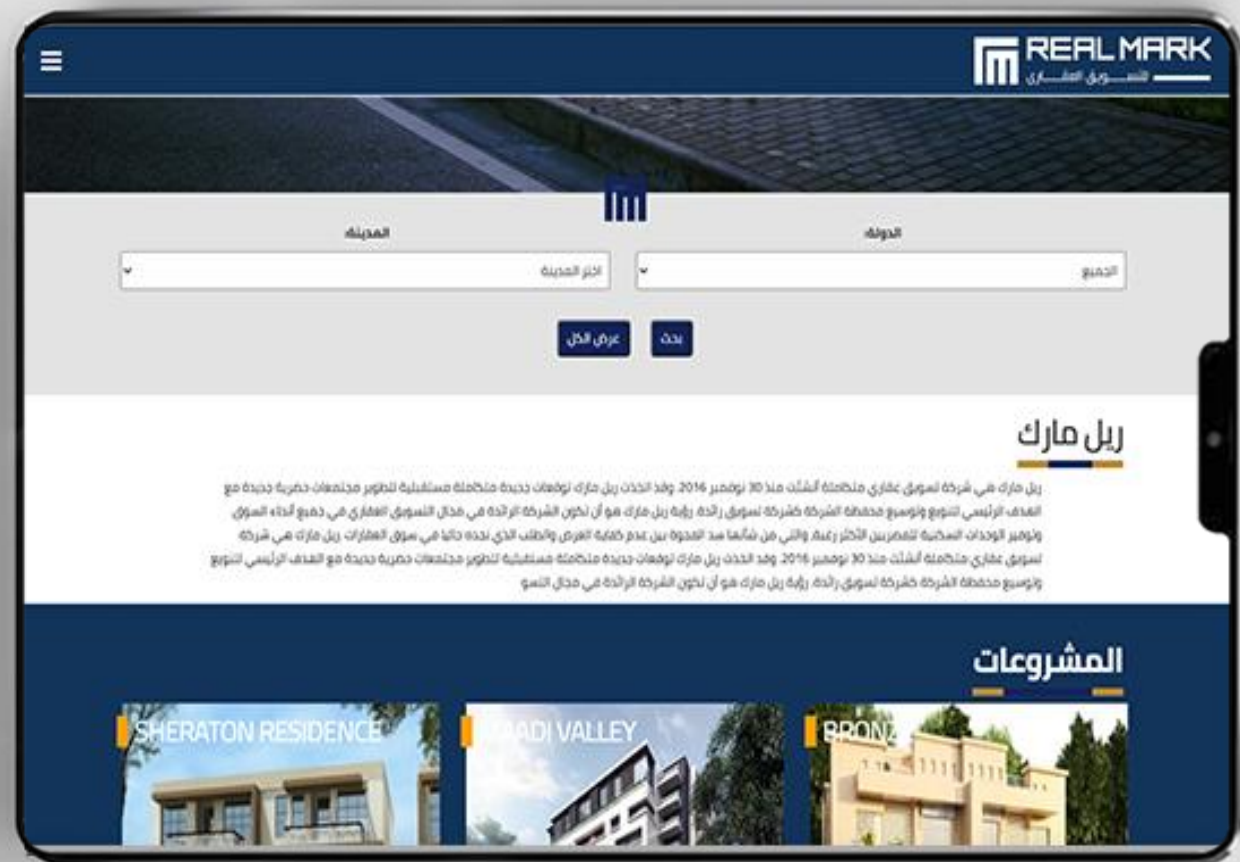 REAL MARK
للتسويق العقاري
الدولة:
المدينة:
الجميع
اختر المدينة
بحث
عرض الكل
ريل مارك
ريل مارك هي شركة تسويق عقاري متكاملة أنشئت منذ 30 نوفمبر 2016. وقد اتخذت ريل مارك توقعات جديدة متكاملة مستقبلية لتطوير مجتمعات حضرية جديدة مع
الهدف الرئيسي لتنويع وتوسيع محفظة الشركة كشركة تسويق رائدة. رؤية ريل مارك هو أن تكون الشركة الرائدة في مجال التسويق العقاري في جميع أنحاء السوق
وتوفير الوحدات السكنية للمصريين الأكثر رغبة، والتي من شأنها سد الفجوة بين عدم كفاية العرض والطلب الذي نجده حاليا في سوق العقارات. ريل مارك هي شركة
تسويق عقاري متكاملة أنشئت منذ 30 نوفمبر 2016. وقد اتخذت ريل مارك توقعات جديدة متكاملة مستقبلية لتطوير مجتمعات حضرية جديدة مع الهدف الرئيسي لتنويع
وتوسيع محفظة الشركة كشركة تسويق رائدة. رؤية ريل مارك هو أن تكون الشركة الرائدة في مجال التسو
المشروعات
BRONZ
ADI VALLEY
SHERATON RESIDENCE